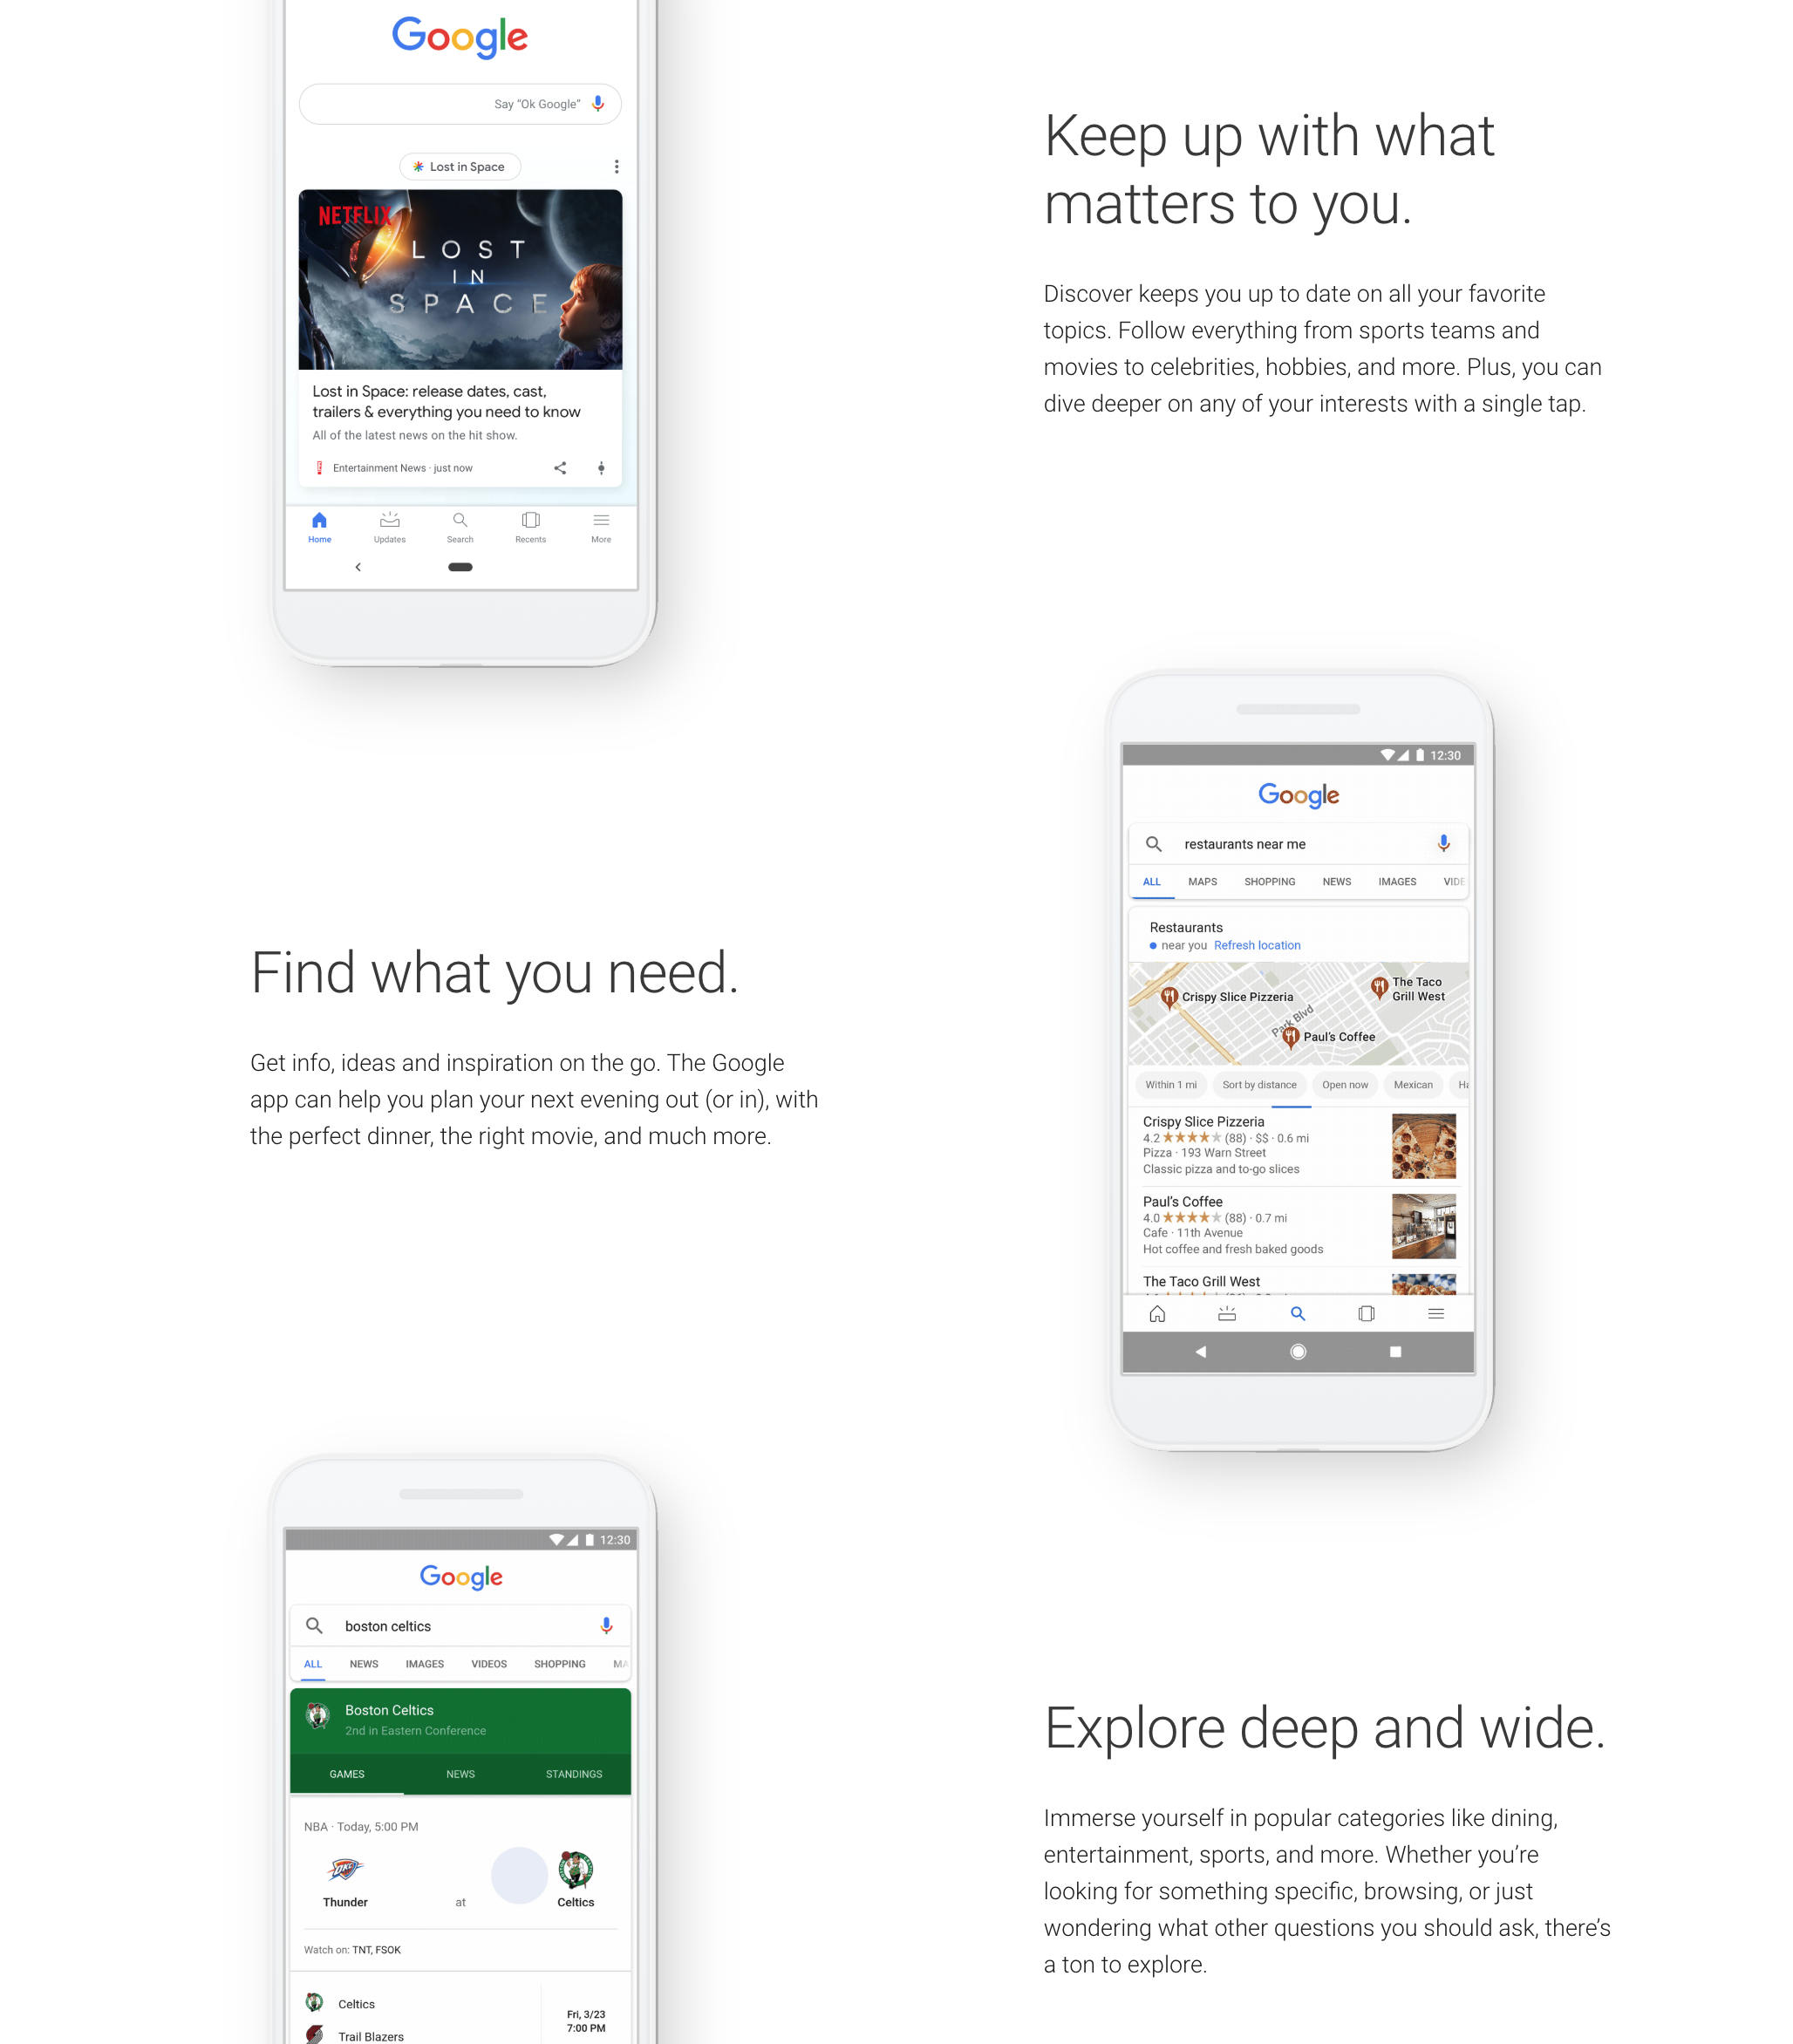 Google
Say “Ok Google”
Lost in Space
NETFLIX
LOST
IN
SPACE
Lost in Space: release dates, cast,
trailers & everything you need to know
All of the latest news on the hit show.
Entertainment News · just now
Home Updates Search Recents More
Keep up with what
matters to you.
Discover keeps you up to date on all your favorite
topics. Follow everything from sports teams and
movies to celebrities, hobbies, and more. Plus, you can
dive deeper on any of your interests with a single tap.
Find what you need.
Get info, ideas and inspiration on the go. The Google
app can help you plan your next evening out (or in), with
the perfect dinner, the right movie, and much more.
12:30
Google
restaurants near me
ALL MAPS SHOPPING NEWS IMAGES VIDE
Restaurants
near you Refresh location
Crispy Slice Pizzeria
The Taco
Grill West
Park Blvd
Paul’s Coffee
Within 1 mi Sort by distance Open now Mexican Ha
Crispy Slice Pizzeria
4.2 ★★★★★ (88) · $$ · 0.6 mi
Pizza · 193 Warn Street
Classic pizza and to-go slices
Paul’s Coffee
4.0 ★★★★★ (88) · 0.7 mi
Cafe · 11th Avenue
Hot coffee and fresh baked goods
The Taco Grill West
12:30
Google
boston celtics
ALL NEWS IMAGES VIDEOS SHOPPING MA
Boston Celtics
2nd in Eastern Conference
GAMES NEWS STANDINGS
NBA · Today, 5:00 PM
OKC
Thunder at Celtics
Watch on: TNT, FSOK
Celtics
Trail Blazers
Fri, 3/23
7:00 PM
Explore deep and wide.
Immerse yourself in popular categories like dining,
entertainment, sports, and more. Whether you’re
looking for something specific, browsing, or just
wondering what other questions you should ask, there’s
a ton to explore.